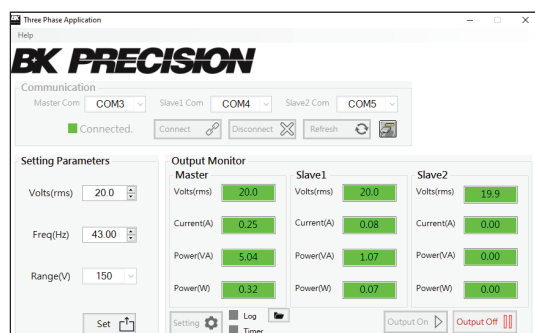 BK Three Phase Application
Help
BK PRECISION
Communication
Master Com COM3 Slave1 Com COM4 Slave2 Com COM5
Connected. Connect Disconnect Refresh
Setting Parameters
Volts(rms) 20.0
Freq(Hz) 43.00
Range(V) 150
Set
Output Monitor
Master Slave1 Slave2
Volts(rms) 20.0 Volts(rms) 20.0 Volts(rms) 19.9
Current(A) 0.25 Current(A) 0.08 Current(A) 0.00
Power(VA) 5.04 Power(VA) 1.07 Power(VA) 0.00
Power(W) 0.32 Power(W) 0.07 Power(W) 0.00
Setting Log Output On Output Off
Timer